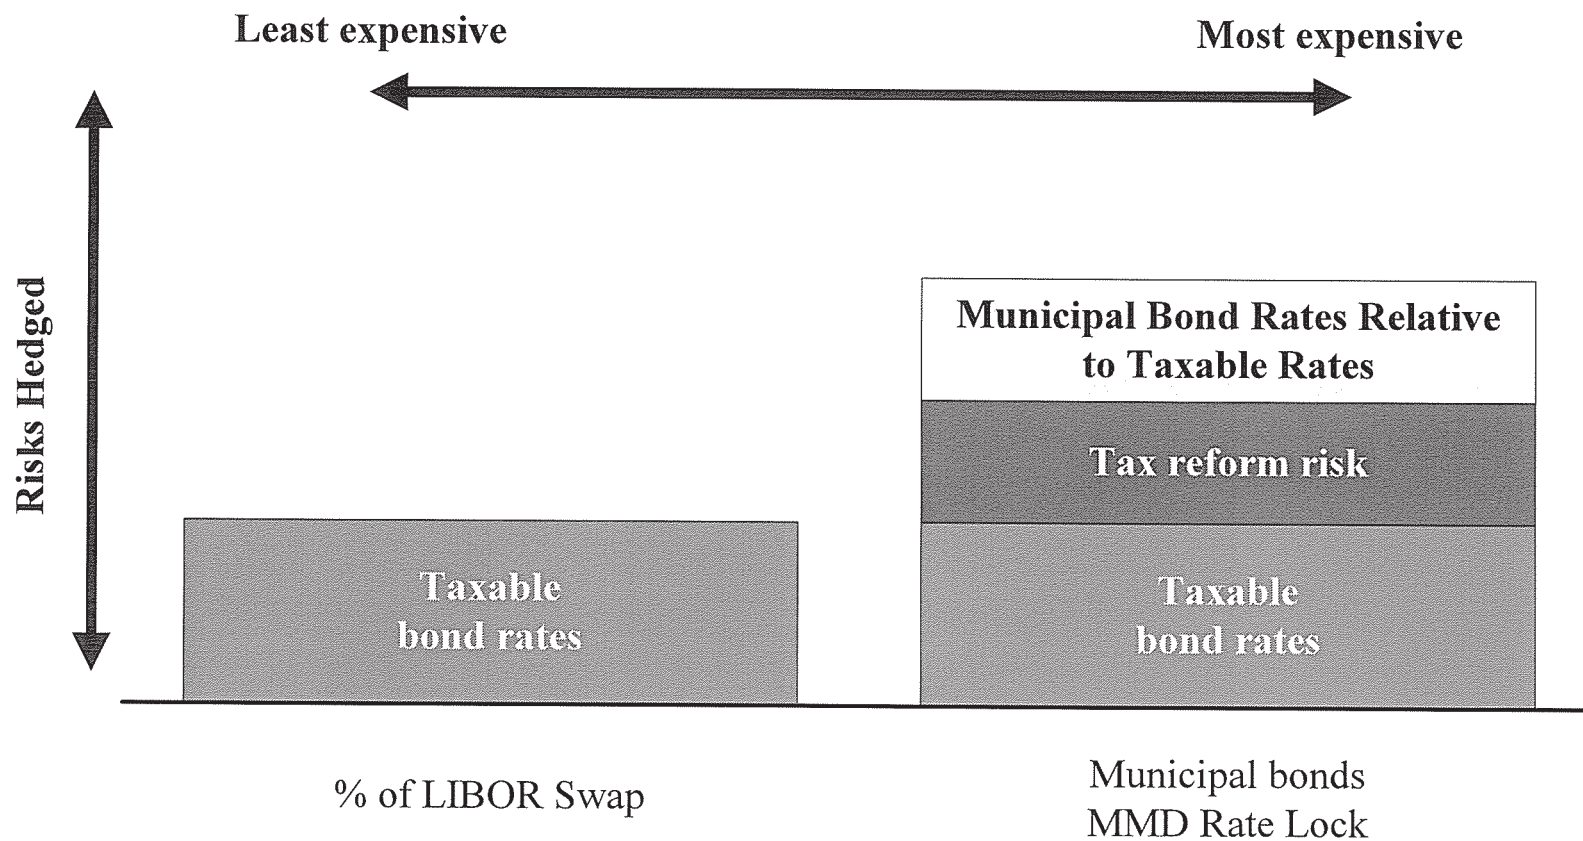 Least expensive
Most expensive
Risks Hedged
Municipal Bond Rates Relative
to Taxable Rates
Tax reform risk
Taxable
bond rates
Taxable
bond rates
% of LIBOR Swap
Municipal bonds
MMD Rate Lock